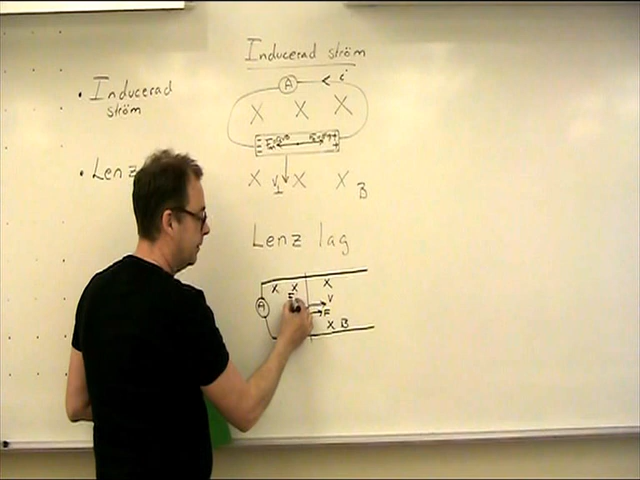 Inducerad ström
• Inducerad
ström
A
i
X X X
• Lenz
X X X
v⊥
B
Lenz lag
X X X
A
F
v
F
X B